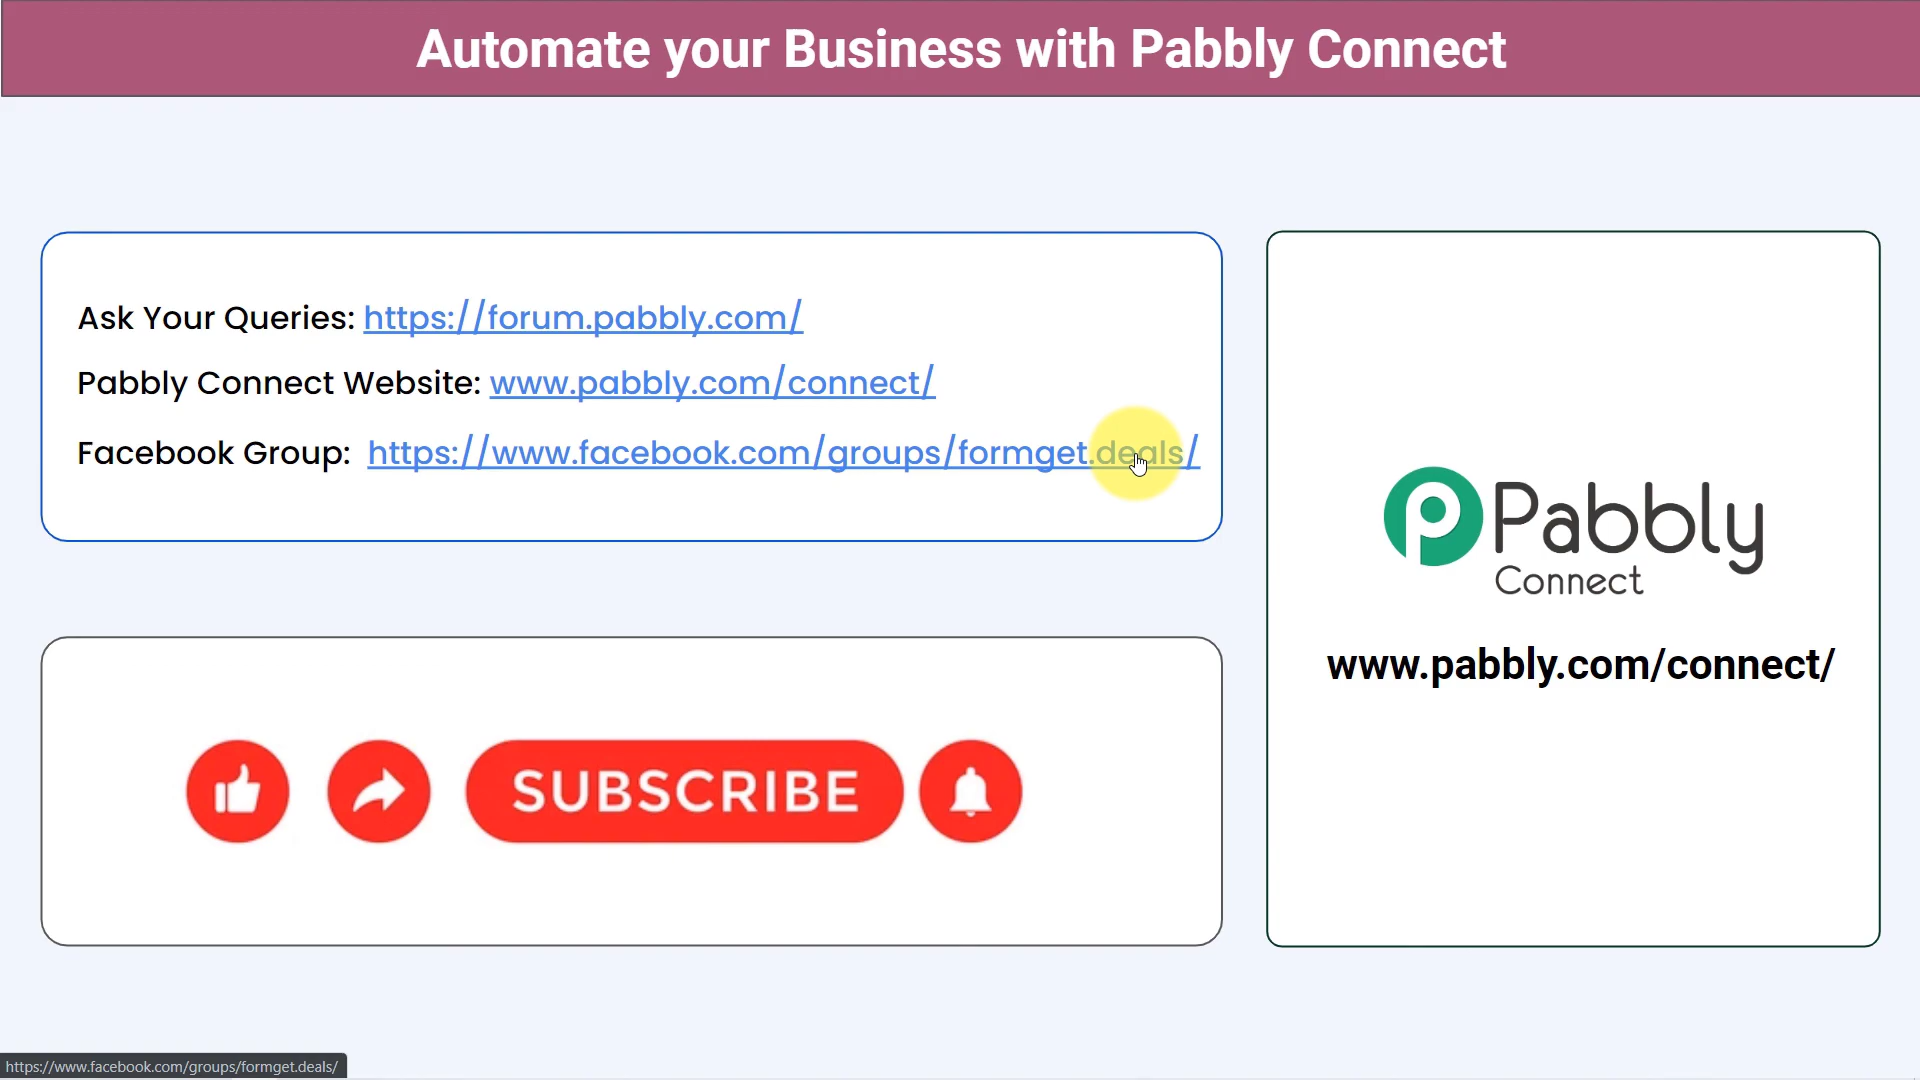 Automate your Business with Pabbly Connect
Ask Your Queries: https://forum.pabbly.com/
Pabbly Connect Website: www.pabbly.com/connect/
Facebook Group: https://www.facebook.com/groups/formget.deals/
SUBSCRIBE
Pabbly
Connect
www.pabbly.com/connect/
https://www.facebook.com/groups/formget.deals/